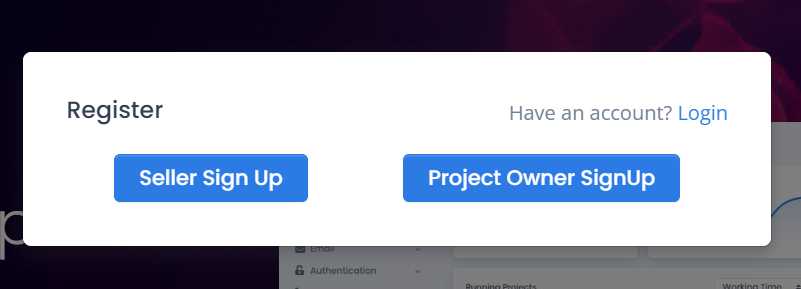 Register
Have an account? Login
Seller Sign Up
Project Owner SignUp
p
Email
Authentication
Running Projects
Working Time